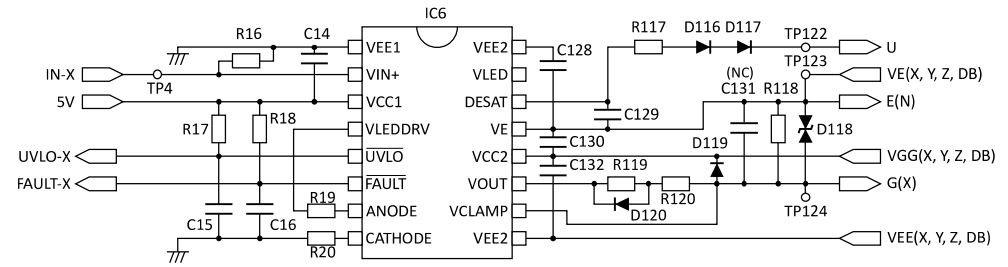 IC6
R16
C14
VEE1
VEE2
C128
R117
D116
D117
TP122
U
IN-X
TP4
VIN+
VLED
TP123
VE(X, Y, Z, DB)
5V
VCC1
DESAT
(NC)
C131
R118
E(N)
R17
R18
VLEDDRV
VE
C129
D118
C130
D119
UVLO-X
UVLO
VCC2
VGG(X, Y, Z, DB)
C132
R119
FAULT-X
FAULT
VOUT
R120
G(X)
D120
TP124
C15
C16
R19
ANODE
VCLAMP
R20
CATHODE
VEE2
VEE(X, Y, Z, DB)